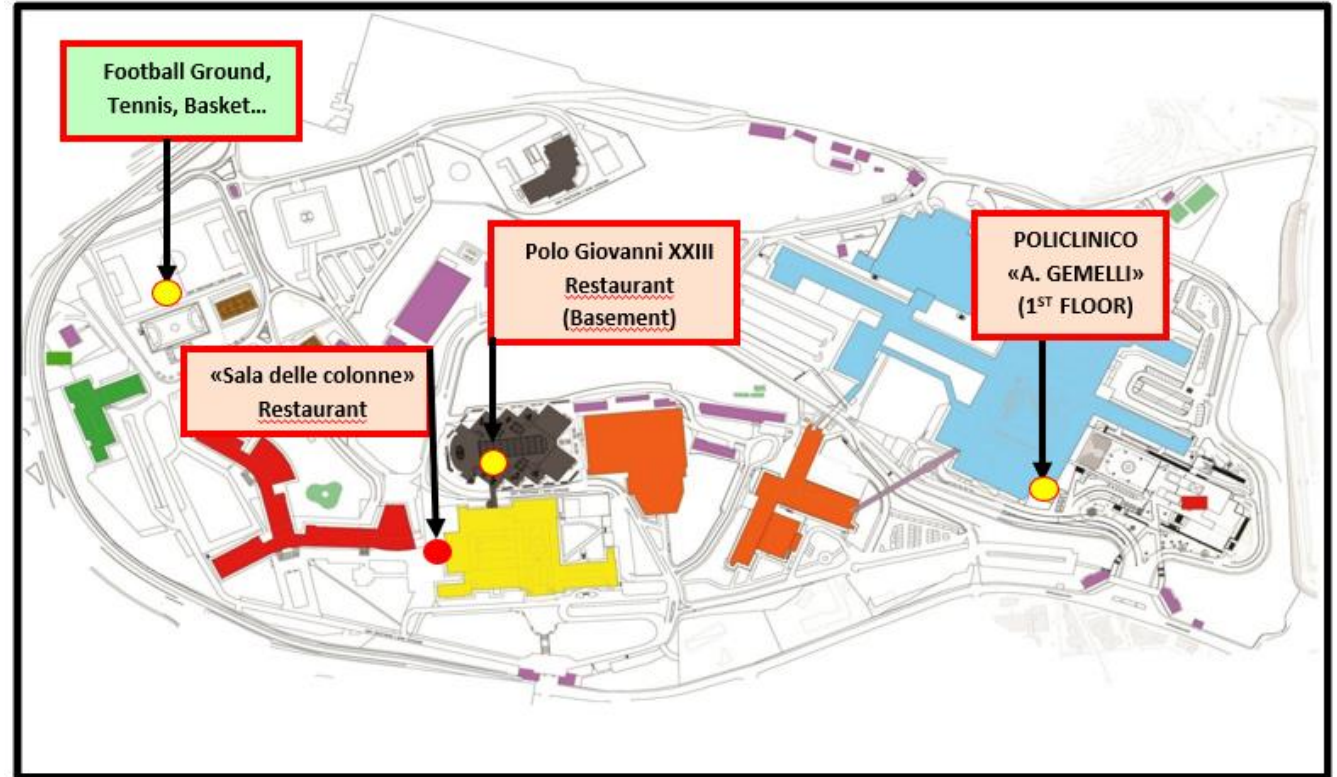 Football Ground,
Tennis, Basket...
Polo Giovanni XXIII
Restaurant
(Basement)
POLICLINICO
«A. GEMELLI»
(1ST FLOOR)
«Sala delle colonne»
Restaurant